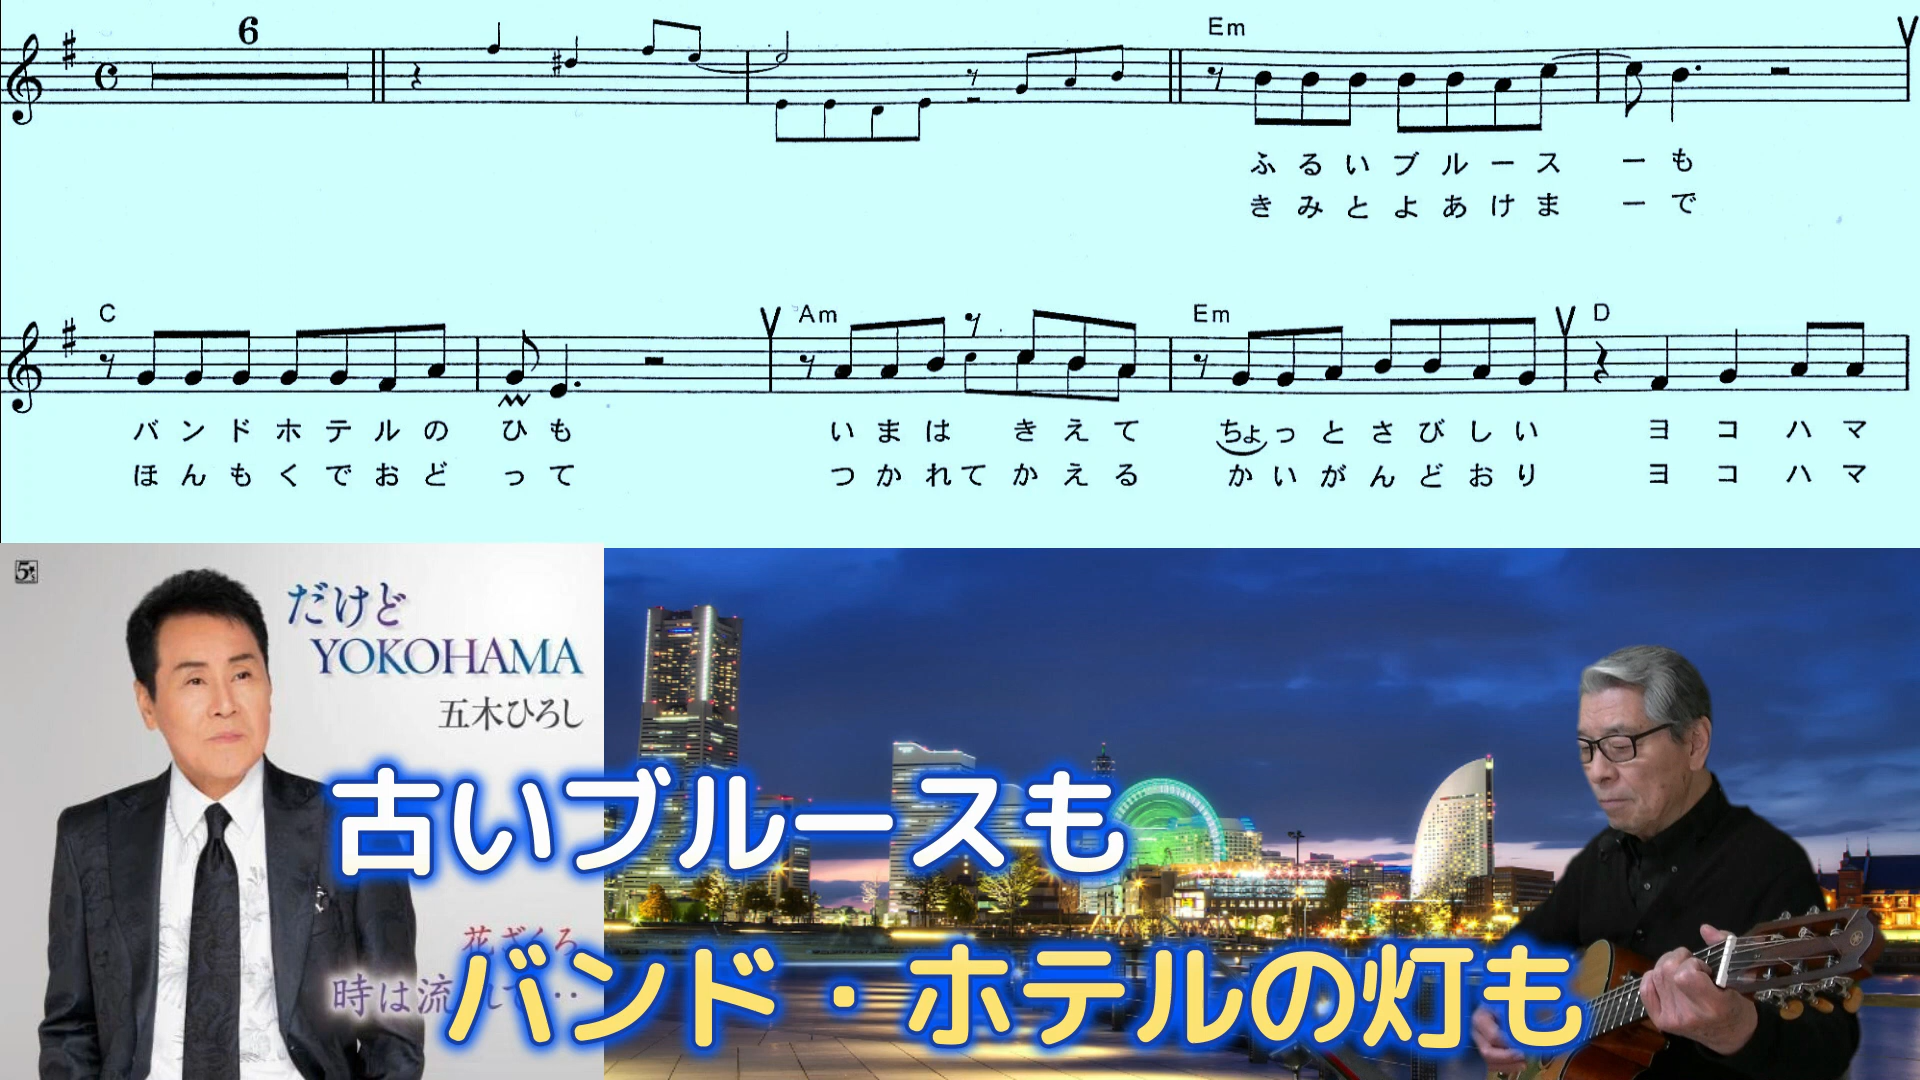 6
Em
ふるいブルースーも
きみとよあけまーで
C Am Em D
バンドホテルのひも いまは きえて ちょっとさびしい ヨコハマ
ほんもくでおどって つかれてかえる かいがんどおり ヨコハマ
5's
だけど
YOKOHAMA
五木ひろし
古いブルースも
花ざくろ
時は流れて‥
バンド・ホテルの灯も